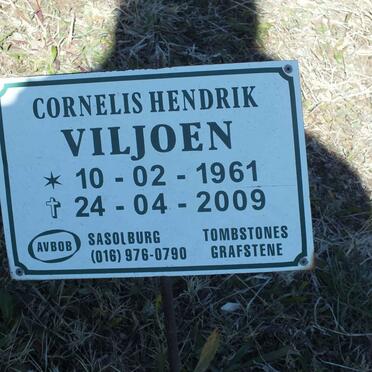 CORNELIS HENDRIK
VILJOEN
10 - 02 - 1961
24 - 04 - 2009
AVBOB SASOLBURG TOMBSTONES
(016) 976-0790 GRAFSTENE